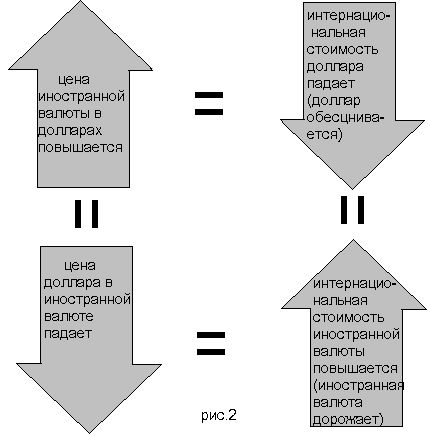 цена
иностранной
валюты в
долларах
повышается
=
интернацио-
нальная
стоимость
доллара
падает
(доллар
обесцнива-
ется)
=
=
цена
доллара в
иностранной
валюте
падает
=
интернацио-
нальная
стоимость
иностранной
валюты
повышается
(иностранная
валюта
дорожает)
рис.2